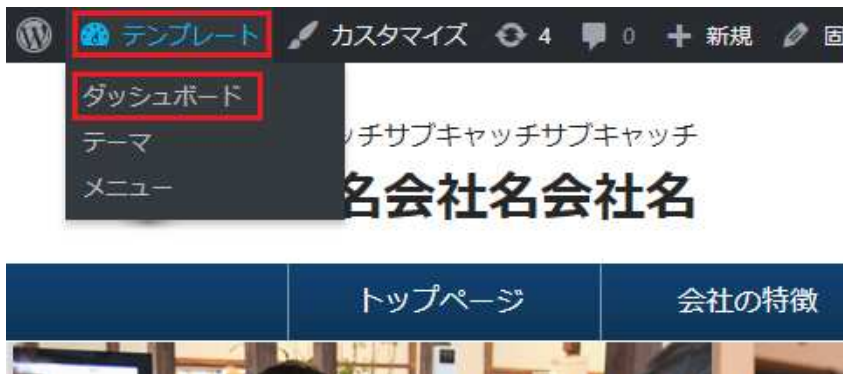 テンプレート カスタマイズ 4 0 新規 固
ダッシュボード
テーマ
メニュー
ッチサブキャッチサブキャッチ
名会社名会社名
トップページ 会社の特徴